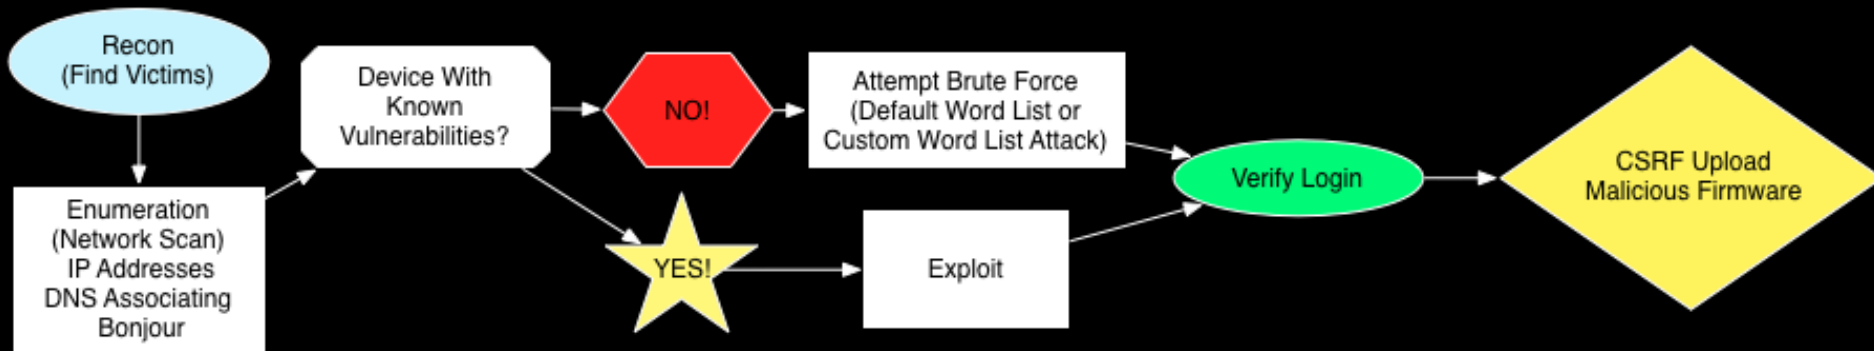 Recon
(Find Victims)
Enumeration
(Network Scan)
IP Addresses
DNS Associating
Bonjour
Device With
Known
Vulnerabilities?
NO!
Attempt Brute Force
(Default Word List or
Custom Word List Attack)
YES!
Exploit
Verify Login
CSRF Upload
Malicious Firmware